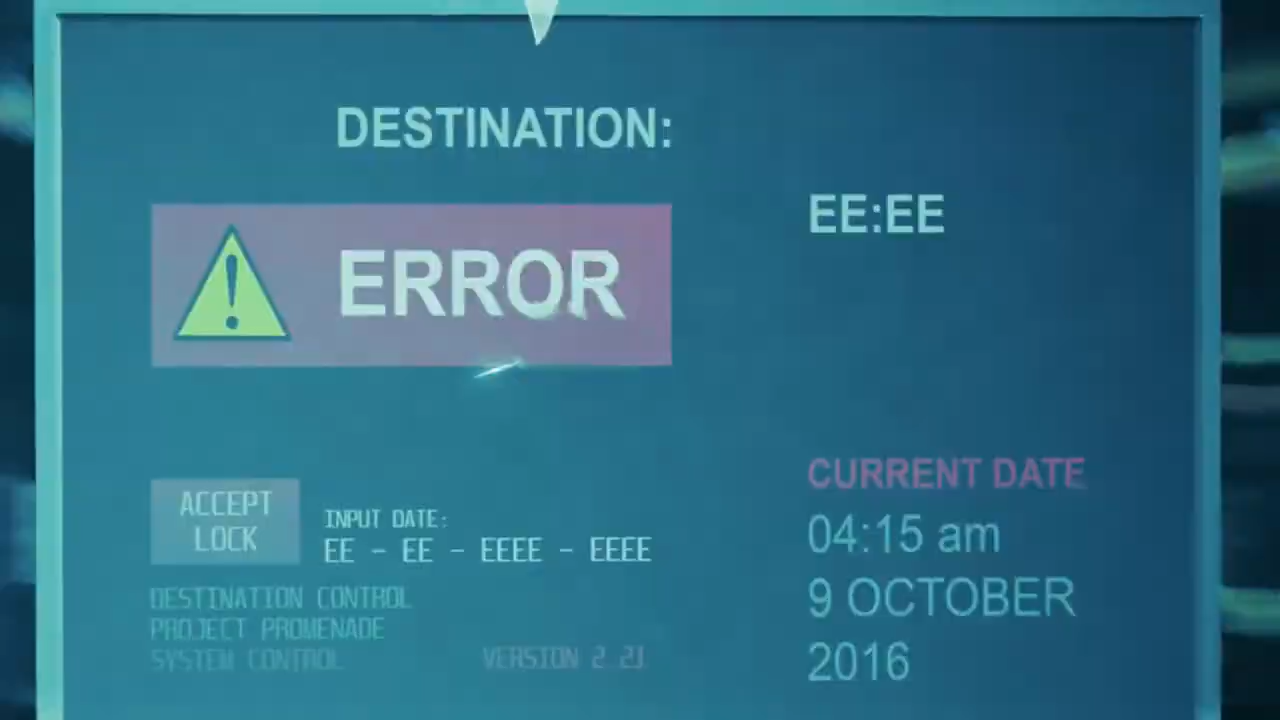 DESTINATION:
ERROR
EE:EE
ACCEPT
LOCK
INPUT DATE:
EE - EE - EEEE - EEEE
DESTINATION CONTROL
PROJECT PROMENADE
SYSTEM CONTROL
VERSION 2.21
CURRENT DATE
04:15 am
9 OCTOBER
2016